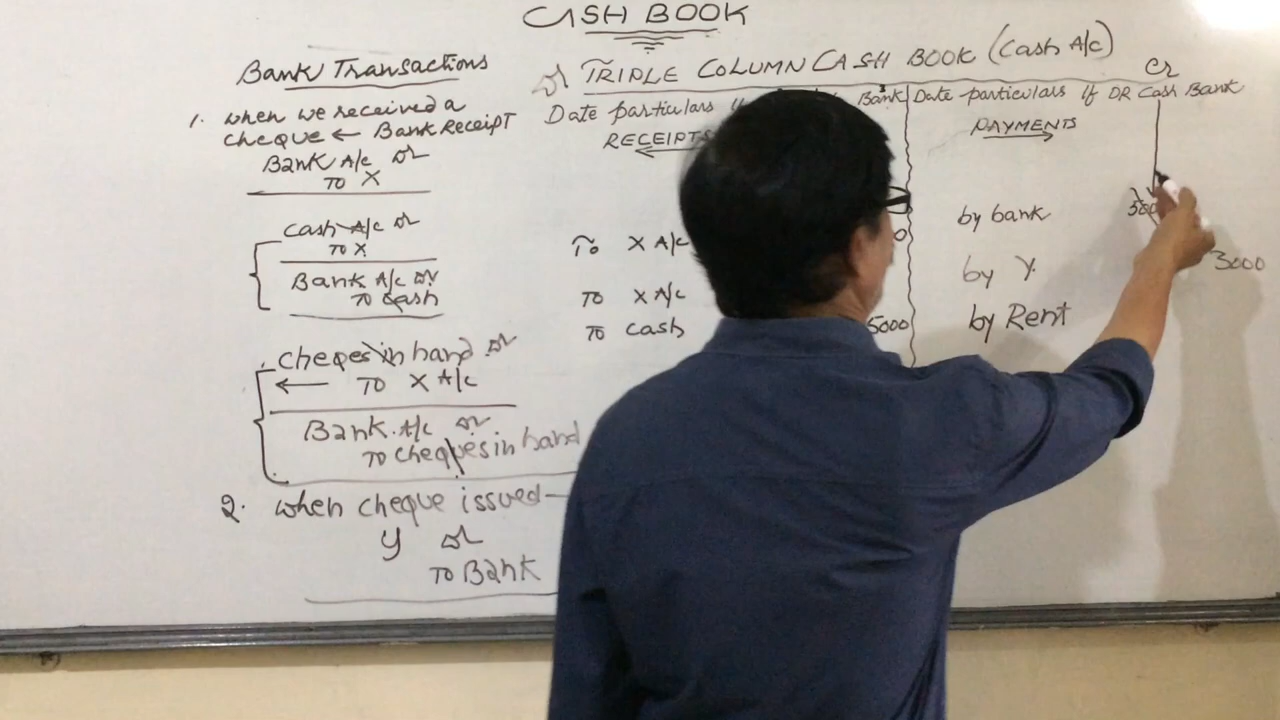 CASH BOOK
Bank Transactions
1. when we received a
cheque ← Bank Receipt
Bank A/c Dr
To X
Cash A/c Dr
To X
Bank A/c Dr
To Cash
Cheqes in hand Dr
← To X A/c
Bank A/c Dr
To cheqes in hand
2. when cheque issued
Y Dr
To Bank
Dr TRIPLE COLUMN CASH BOOK (Cash A/c)
Cr
Date particulars Bank
RECEIPTS
←
To X A/c
To X A/c
To Cash 5000
Date particulars lf DR Cash Bank
PAYMENTS
→
by bank
by Y 3000
by Rent